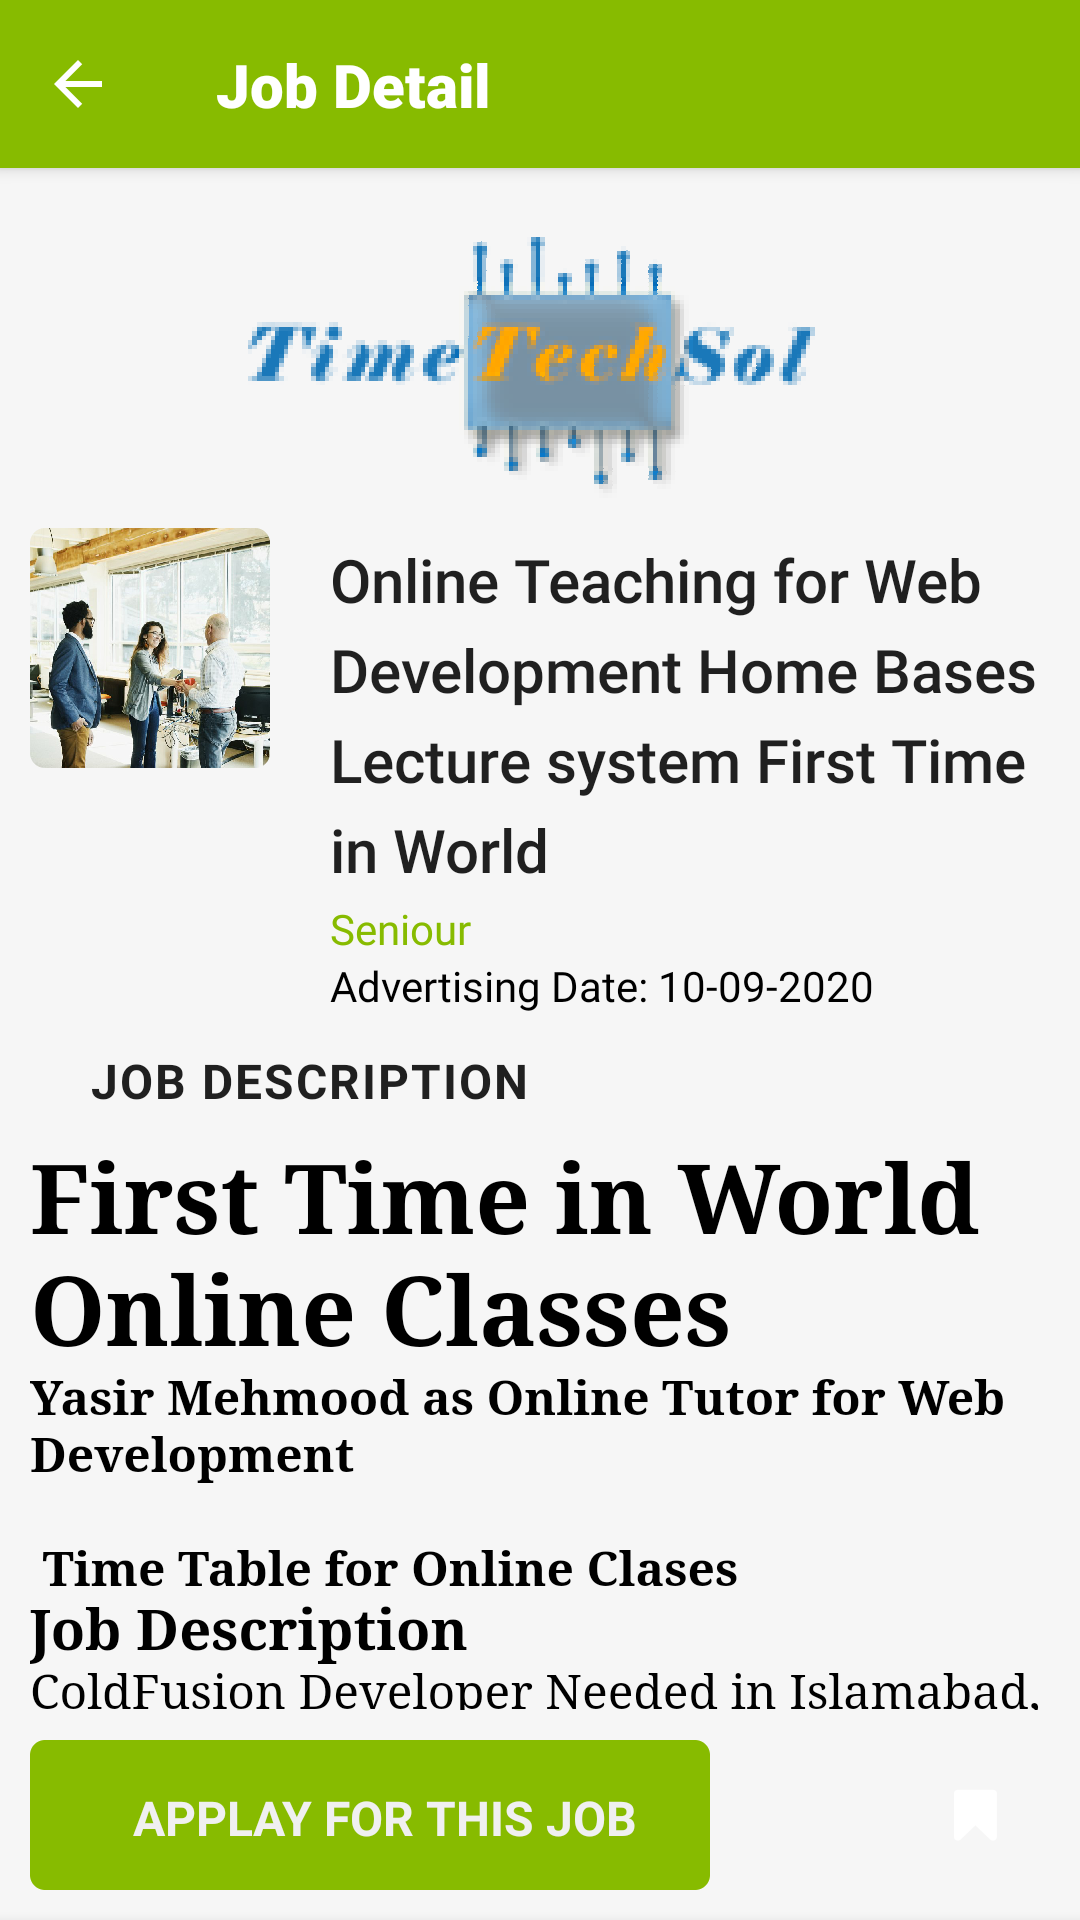 Job Detail
TimeTechSol
Online Teaching for Web
Development Home Bases
Lecture system First Time
in World
Seniour
Advertising Date: 10-09-2020
JOB DESCRIPTION
First Time in World
Online Classes
Yasir Mehmood as Online Tutor for Web
Development
Time Table for Online Clases
Job Description
ColdFusion Developer Needed in Islamabad,
APPLAY FOR THIS JOB